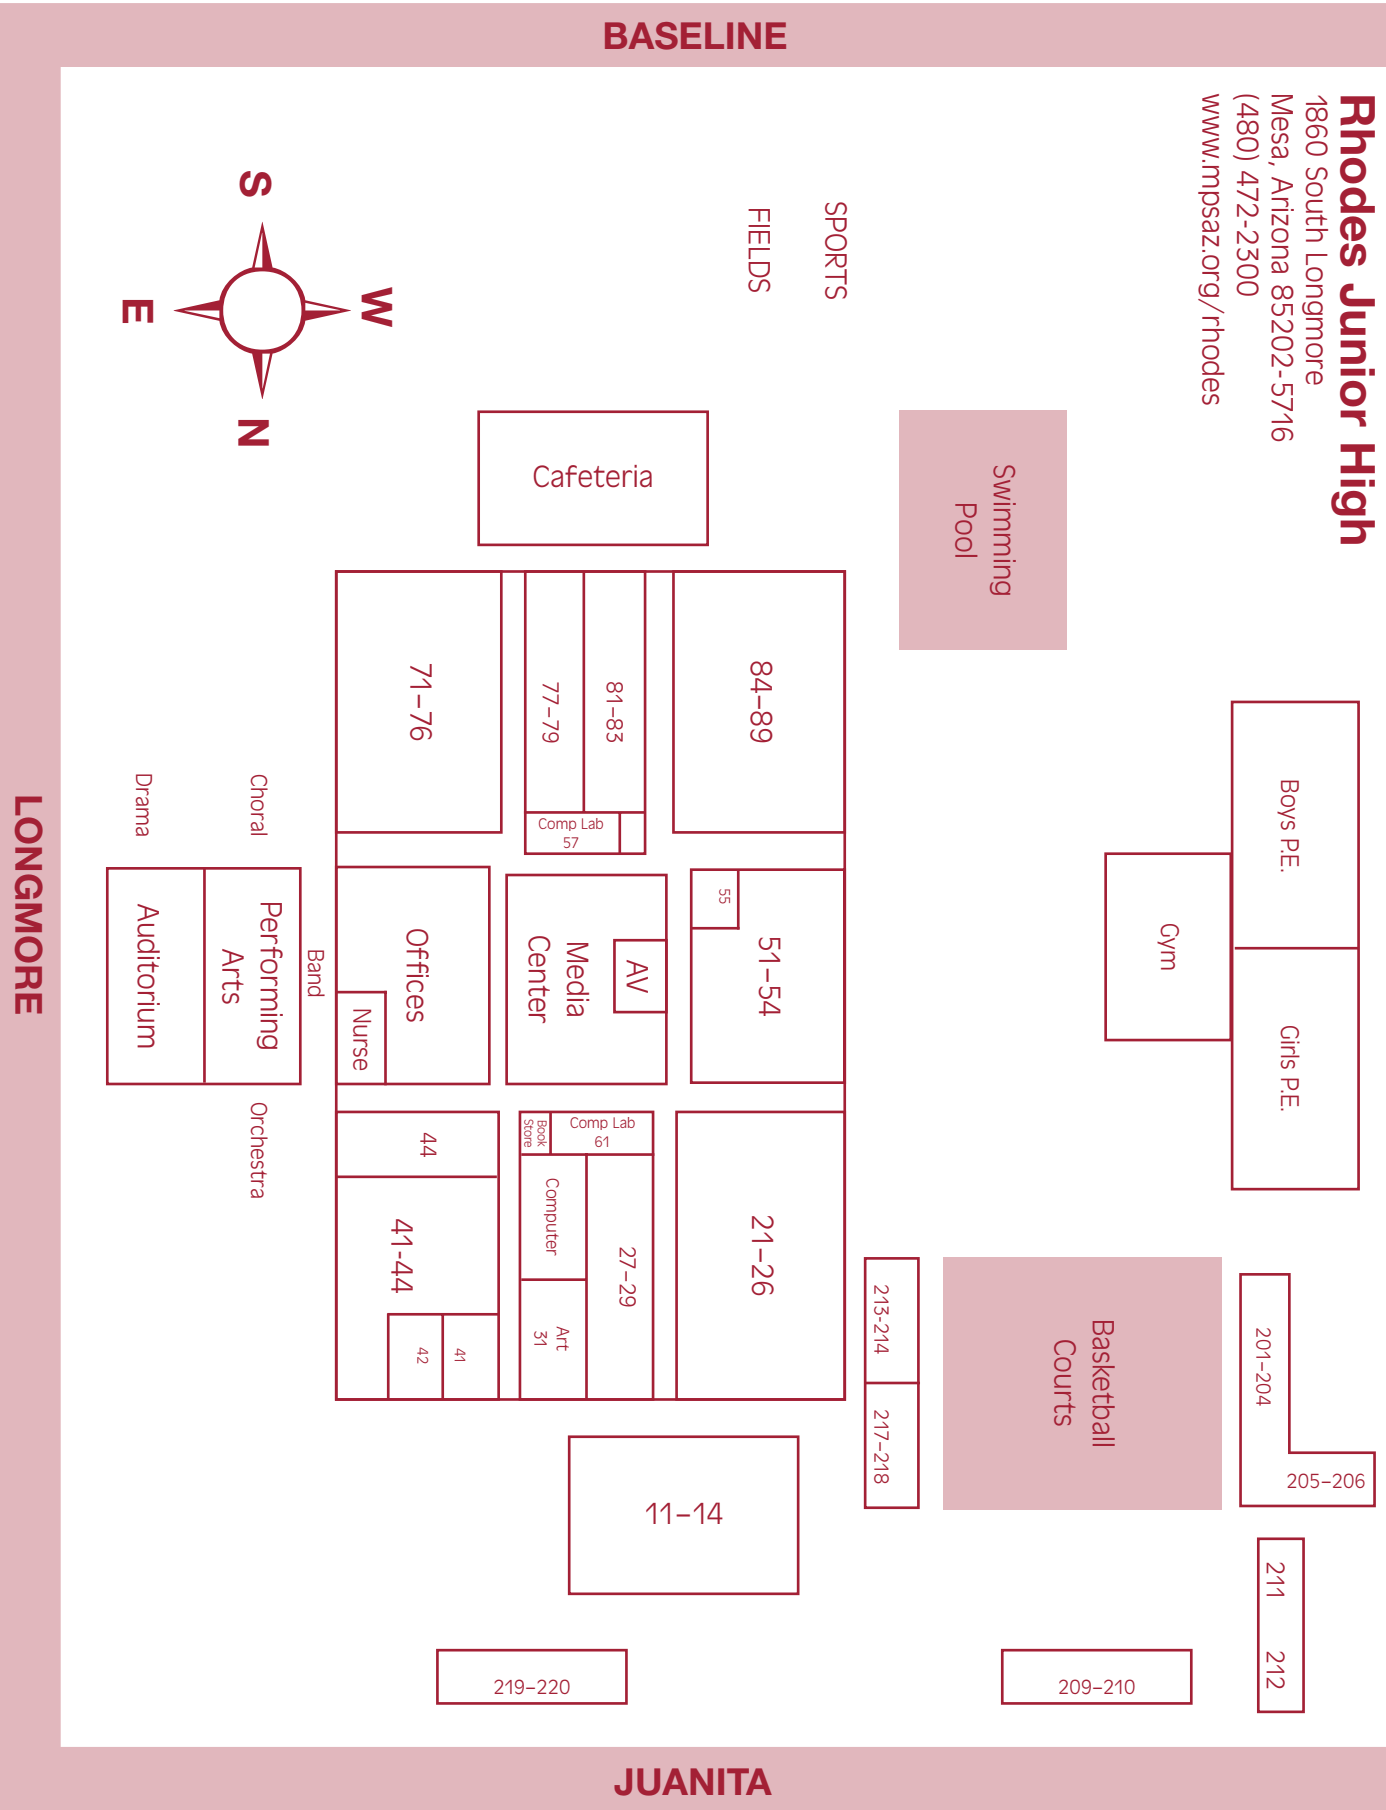 BASELINE
Rhodes Junior High
1860 South Longmore
Mesa, Arizona 85202-5716
(480) 472-2300
www.mpsaz.org/rhodes
S
W
E
N
SPORTS
FIELDS
Cafeteria
Swimming
Pool
71–76
77–79
81–83
84–89
Comp Lab
57
Boys P.E.
Girls P.E.
Gym
LONGMORE
Drama
Choral
Auditorium
Performing
Arts
Band
Orchestra
Offices
Nurse
Media
Center
AV
55
51–54
44
41-44
42
41
Book
Store
Comp Lab
61
Computer
Art
31
27–29
21–26
213-214
217–218
Basketball
Courts
201–204
205–206
11–14
211
212
219–220
209–210
JUANITA